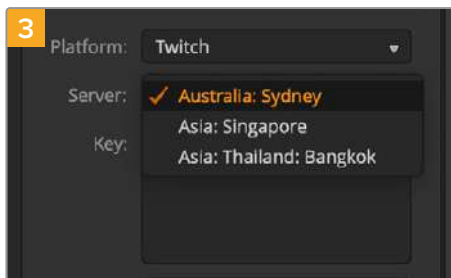 3
Platform: Twitch
Server: Australia: Sydney
Asia: Singapore
Key:
Asia: Thailand: Bangkok